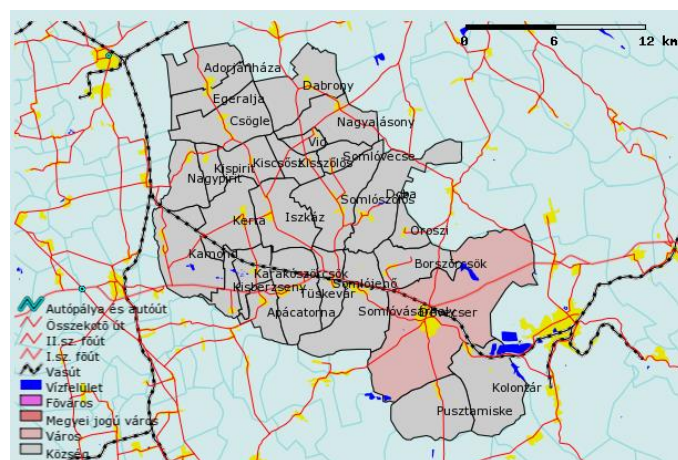 0 6 12 km
Adorjánháza
Dabrony
Egeralja
Csögle
Nagyalásony
Vid
Somlóvecse
Kispirit
Kiscsősz
Kisszőlős
Nagypirit
Doba
Somlószőlős
Iszkáz
Kerta
Oroszi
Kamond
Borszörcsök
Karakószörcsök
Kisberzseny
Somlójenő
Tüskevár
Apácatorna
Somlóvásárhely
Devecser
Kolontár
Pusztamiske
Autópálya és autóút
Összekotő út
II.sz. főút
I.sz. főút
Vasút
Vízfelület
Főváros
Megyei jogú város
Város
Község